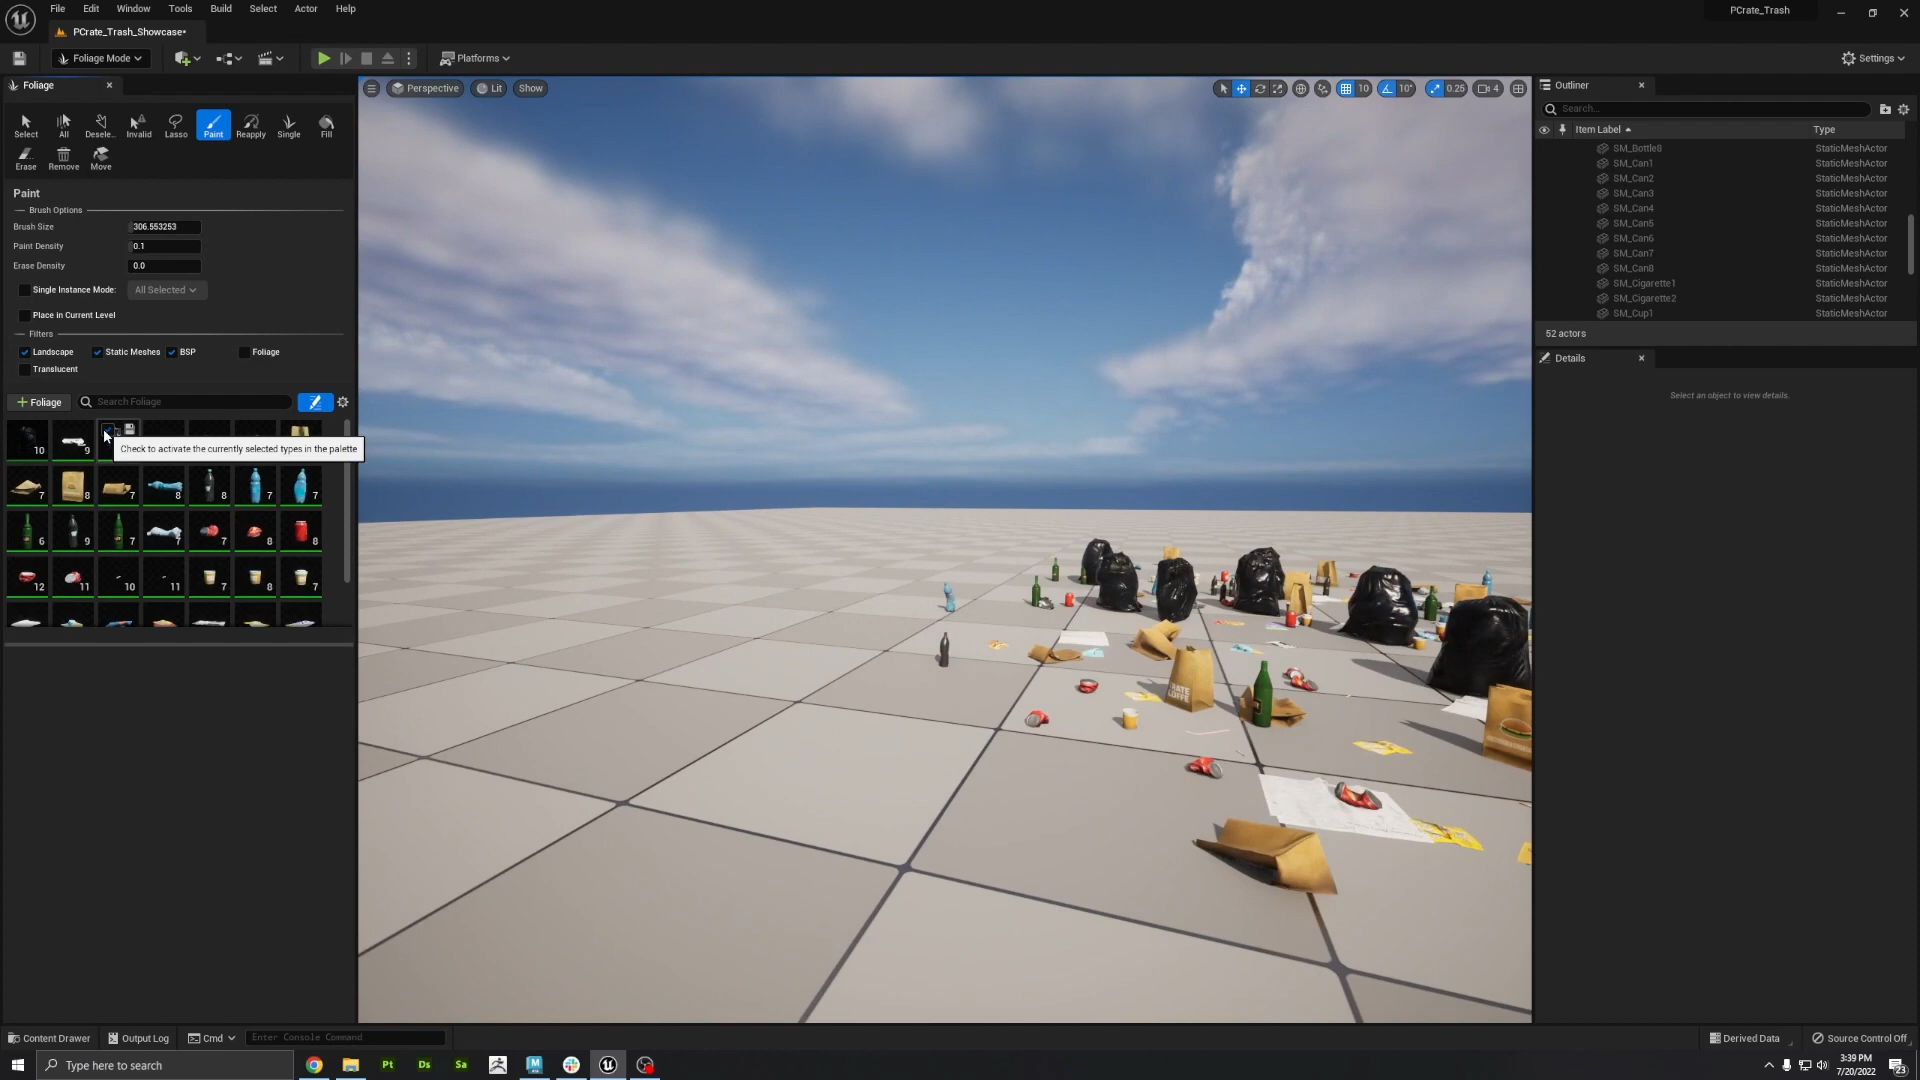 File Edit Window Tools Build Select Actor Help
PCrate_Trash
PCrate_Trash_Showcase•
Foliage Mode
Platforms
Settings
Foliage
Perspective
Lit
Show
10
10°
0.25
4
Outliner
Select
All
Desele...
Invalid
Lasso
Paint
Reapply
Single
Fill
Search...
Erase
Remove
Move
Item Label
Type
SM_Bottle8 StaticMeshActor
SM_Can1 StaticMeshActor
SM_Can2 StaticMeshActor
SM_Can3 StaticMeshActor
SM_Can4 StaticMeshActor
SM_Can5 StaticMeshActor
SM_Can6 StaticMeshActor
SM_Can7 StaticMeshActor
SM_Can8 StaticMeshActor
SM_Cigarette1 StaticMeshActor
SM_Cigarette2 StaticMeshActor
SM_Cup1 StaticMeshActor
52 actors
Details
Select an object to view details.
Paint
Brush Options
Brush Size 306.553253
Paint Density 0.1
Erase Density 0.0
Single Instance Mode: All Selected
Place in Current Level
Filters
Landscape Static Meshes BSP Foliage
Translucent
+ Foliage
Search Foliage
10 9
Check to activate the currently selected types in the palette
7 8 7 8 8 7 7
6 9 7 7 7 8 8
12 11 10 11 7 8 7
Content Drawer
Output Log
Cmd
Enter Console Command
Derived Data
Source Control Off
Type here to search
Pt
Ds
Sa
3:39 PM
7/20/2022
23